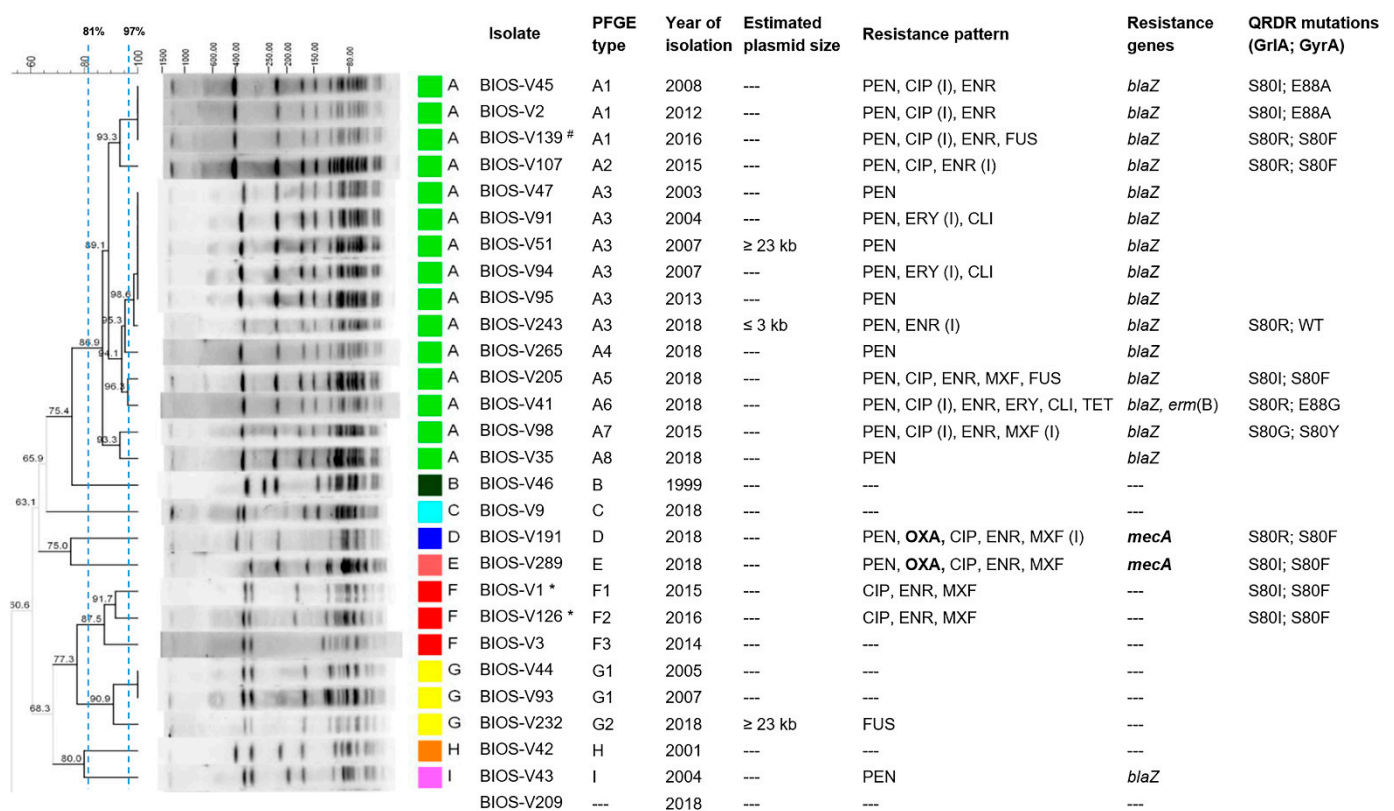 81% 97%
60 80 100
-1500 -1000.00 -600.00 -400.00 -250.00 -200.00 -150.00 -80.00
Isolate PFGE type Year of isolation Estimated plasmid size Resistance pattern Resistance genes QRDR mutations (GrlA; GyrA)
A BIOS-V45 A1 2008 --- PEN, CIP (I), ENR blaZ S80I; E88A
A BIOS-V2 A1 2012 --- PEN, CIP (I), ENR blaZ S80I; E88A
93.3 A BIOS-V139 # A1 2016 --- PEN, CIP (I), ENR, FUS blaZ S80R; S80F
A BIOS-V107 A2 2015 --- PEN, CIP, ENR (I) blaZ S80R; S80F
A BIOS-V47 A3 2003 --- PEN blaZ
A BIOS-V91 A3 2004 --- PEN, ERY (I), CLI blaZ
89.1 A BIOS-V51 A3 2007 ≥ 23 kb PEN blaZ
A BIOS-V94 A3 2007 --- PEN, ERY (I), CLI blaZ
98.6 A BIOS-V95 A3 2013 --- PEN blaZ
95.3 A BIOS-V243 A3 2018 ≤ 3 kb PEN, ENR (I) blaZ S80R; WT
86.9 94.1 A BIOS-V265 A4 2018 --- PEN blaZ
96.3 A BIOS-V205 A5 2018 --- PEN, CIP, ENR, MXF, FUS blaZ S80I; S80F
75.4 A BIOS-V41 A6 2018 --- PEN, CIP (I), ENR, ERY, CLI, TET blaZ, erm(B) S80R; E88G
93.3 A BIOS-V98 A7 2015 --- PEN, CIP (I), ENR, MXF (I) blaZ S80G; S80Y
65.9 A BIOS-V35 A8 2018 --- PEN blaZ
B BIOS-V46 B 1999 --- --- ---
63.1 C BIOS-V9 C 2018 --- --- ---
75.0 D BIOS-V191 D 2018 --- PEN, OXA, CIP, ENR, MXF (I) mecA S80R; S80F
E BIOS-V289 E 2018 --- PEN, OXA, CIP, ENR, MXF mecA S80I; S80F
91.7 F BIOS-V1 * F1 2015 --- CIP, ENR, MXF --- S80I; S80F
87.5 F BIOS-V126 * F2 2016 --- CIP, ENR, MXF --- S80I; S80F
F BIOS-V3 F3 2014 --- --- ---
77.3 G BIOS-V44 G1 2005 --- --- ---
90.9 G BIOS-V93 G1 2007 --- --- ---
68.3 G BIOS-V232 G2 2018 ≥ 23 kb FUS ---
80.0 H BIOS-V42 H 2001 --- --- ---
I BIOS-V43 I 2004 --- PEN blaZ
BIOS-V209 --- 2018 --- --- ---